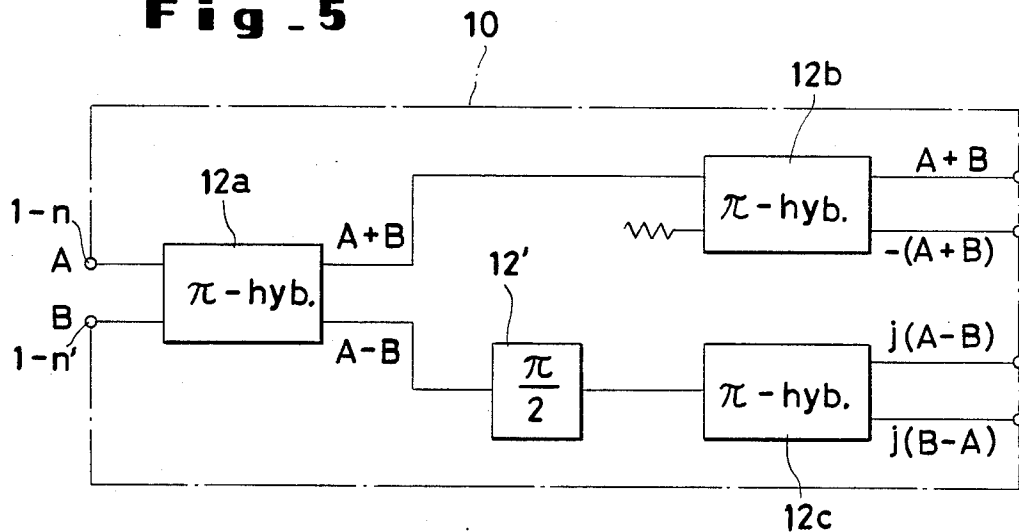 Fig_5
10
12b
12a
A+B
1-n
π-hyb.
A+B
A
12'
-(A+B)
π-hyb.
B
j(A-B)
1-n'
A-B
π
2
π-hyb.
j(B-A)
12c